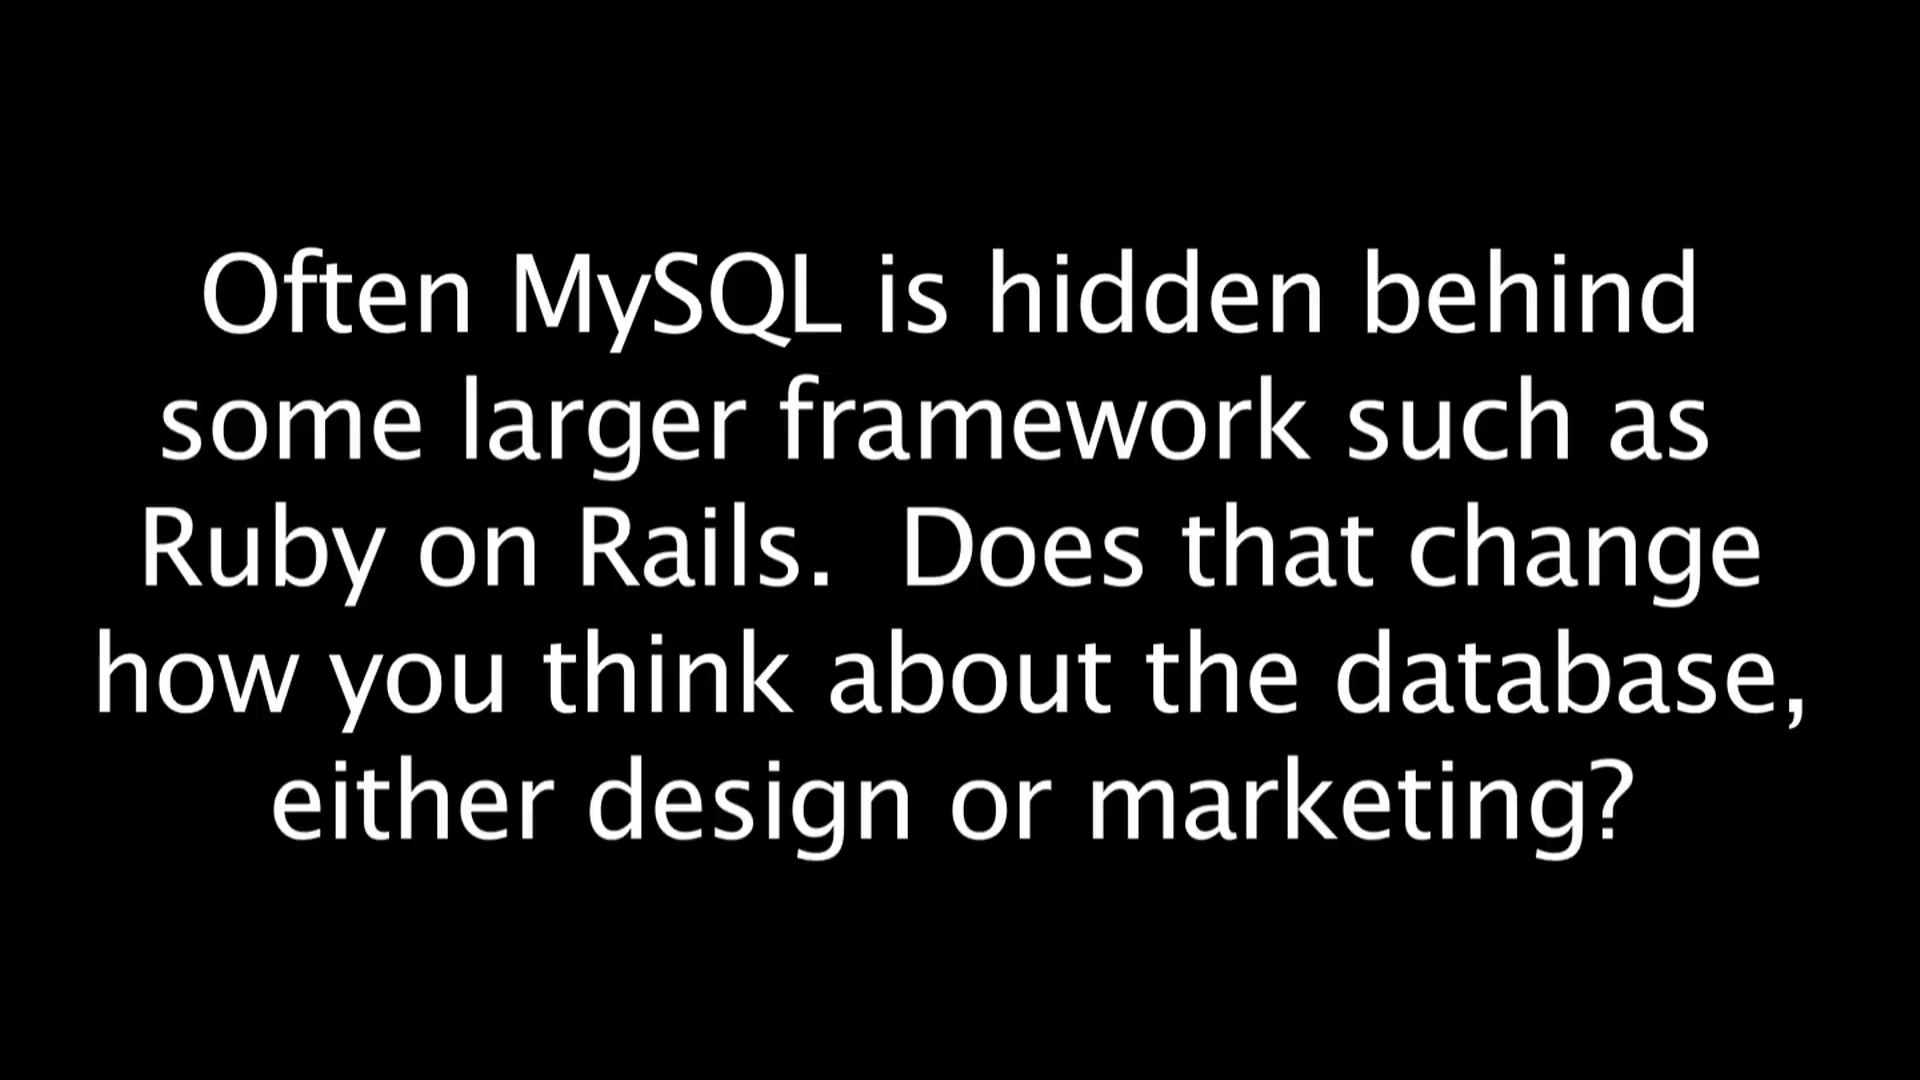 Often MySQL is hidden behind
some larger framework such as
Ruby on Rails.  Does that change
how you think about the database,
either design or marketing?